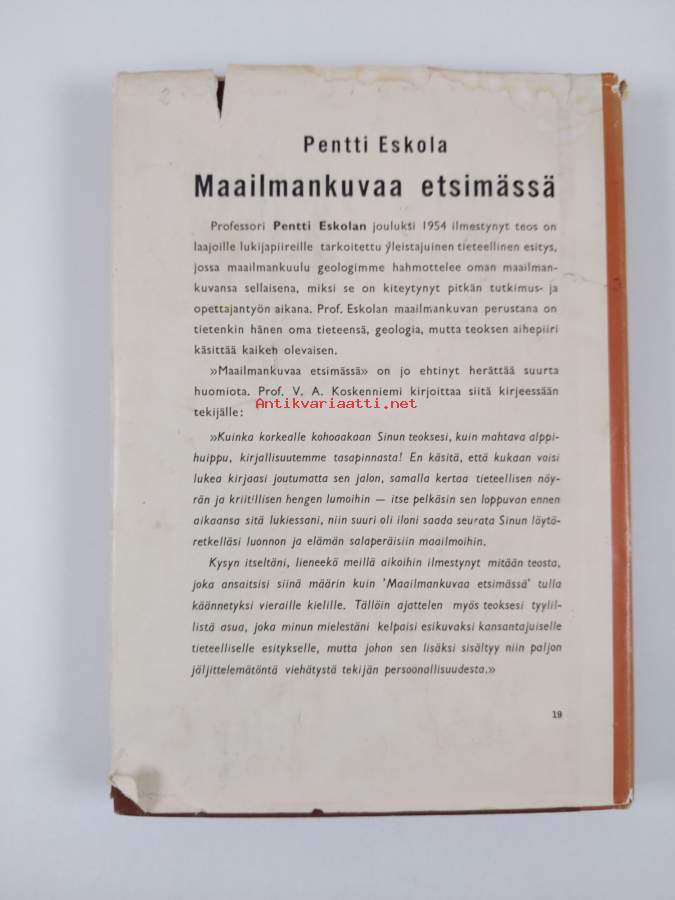 Pentti Eskola
Maailmankuvaa etsimässä
Professori Pentti Eskolan jouluksi 1954 ilmestynyt teos on
laajoille lukijapiireille tarkoitettu yleistajuinen tieteellinen esitys,
jossa maailmankuulu geologimme hahmottelee oman maailman-
kuvansa sellaisena, miksi se on kiteytynyt pitkän tutkimus- ja
opettajantyön aikana. Prof. Eskolan maailmankuvan perustana on
tietenkin hänen oma tieteensä, geologia, mutta teoksen aihepiiri
käsittää kaiken olevaisen.
»Maailmankuvaa etsimässä» on jo ehtinyt herättää suurta
huomiota. Prof. V. A. Koskenniemi kirjoittaa siitä kirjeessään
tekijälle:
Antikvariaatti.net
»Kuinka korkealle kohoaakaan Sinun teoksesi, kuin mahtava alppi-
huippu, kirjallisuutemme tasapinnasta! En käsitä, että kukaan voisi
lukea kirjaasi joutumatta sen jalon, samalla kertaa tieteellisen nöy-
rän ja kriitillisen hengen lumoihin — itse pelkäsin sen loppuvan ennen
aikaansa sitä lukiessani, niin suuri oli iloni saada seurata Sinun löytö-
retkelläsi luonnon ja elämän salaperäisiin maailmoihin.
Kysyn itseltäni, lieneekö meillä aikoihin ilmestynyt mitään teosta,
joka ansaitsisi siinä määrin kuin 'Maailmankuvaa etsimässä' tulla
käännetyksi vieraille kielille. Tällöin ajattelen myös teoksesi tyylil-
listä asua, joka minun mielestäni kelpaisi esikuvaksi kansantajuiselle
tieteelliselle esitykselle, mutta johon sen lisäksi sisältyy niin paljon
jäljittelemätöntä viehätystä tekijän persoonallisuudesta.»
19